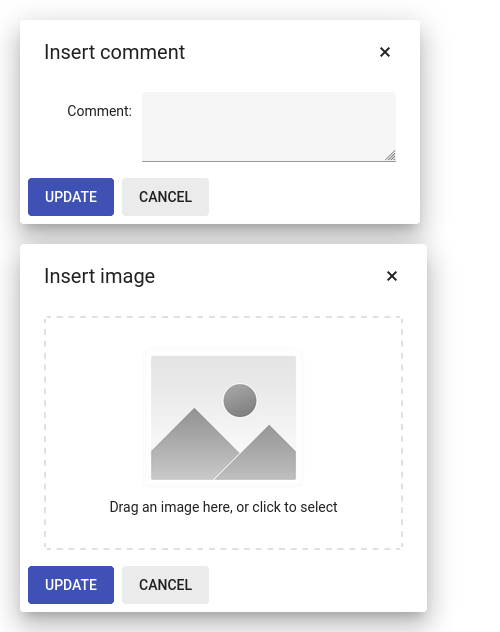 Insert comment ×
Comment:
UPDATE CANCEL
Insert image ×
Drag an image here, or click to select
UPDATE CANCEL